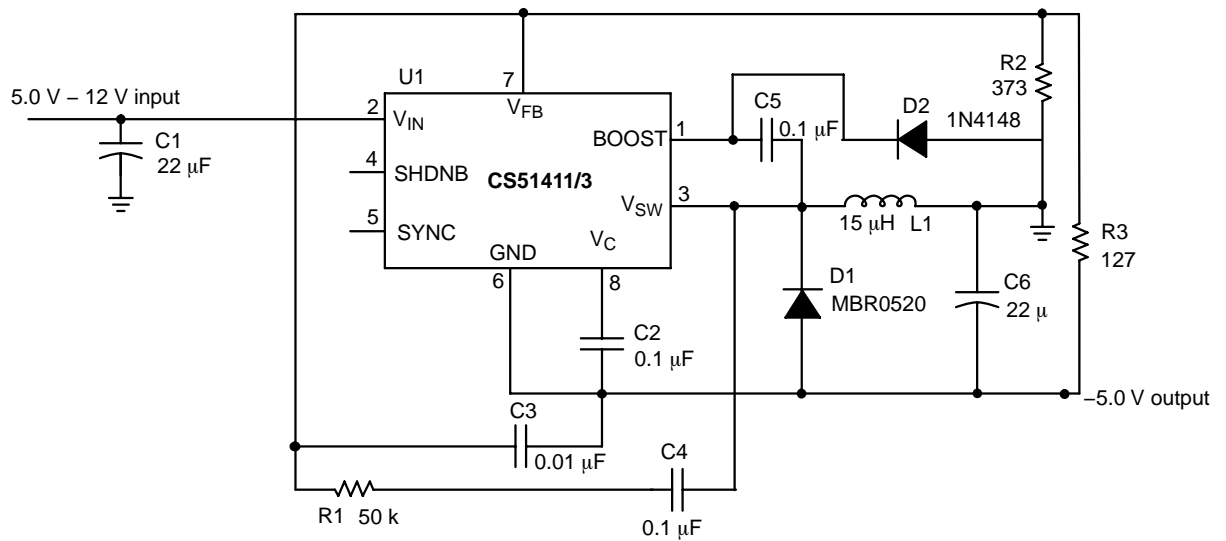 5.0 V – 12 V input
C1
22 μF
U1
2
VIN
7
VFB
4
SHDNB
5
SYNC
CS51411/3
BOOST
1
VSW
3
GND
6
VC
8
C5
0.1 μF
D2
1N4148
R2
373
15 μH L1
R3
127
D1
MBR0520
C6
22 μ
C2
0.1 μF
–5.0 V output
C3
0.01 μF
C4
0.1 μF
R1 50 k